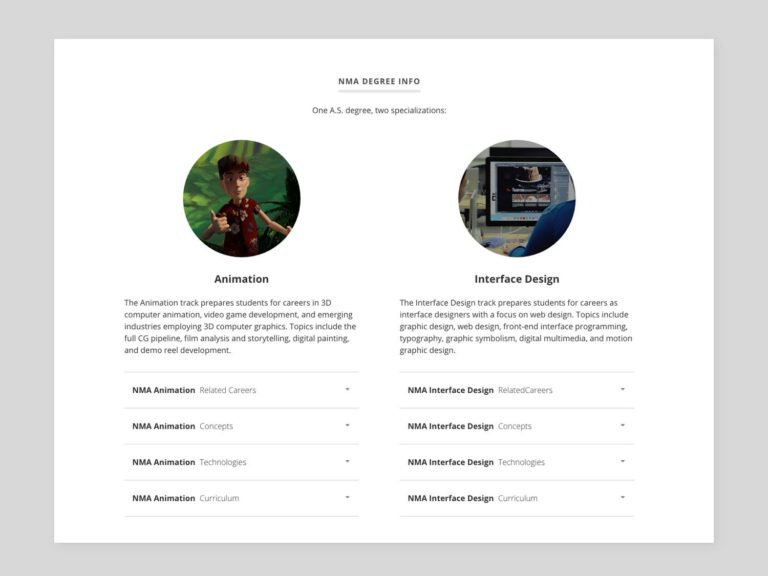 NMA DEGREE INFO
One A.S. degree, two specializations:
Animation
The Animation track prepares students for careers in 3D
computer animation, video game development, and emerging
industries employing 3D computer graphics. Topics include the
full CG pipeline, film analysis and storytelling, digital painting,
and demo reel development.
NMA Animation Related Careers
NMA Animation Concepts
NMA Animation Technologies
NMA Animation Curriculum
Interface Design
The Interface Design track prepares students for careers as
interface designers with a focus on web design. Topics include
graphic design, web design, front-end interface programming,
typography, graphic symbolism, digital multimedia, and motion
graphic design.
NMA Interface Design RelatedCareers
NMA Interface Design Concepts
NMA Interface Design Technologies
NMA Interface Design Curriculum